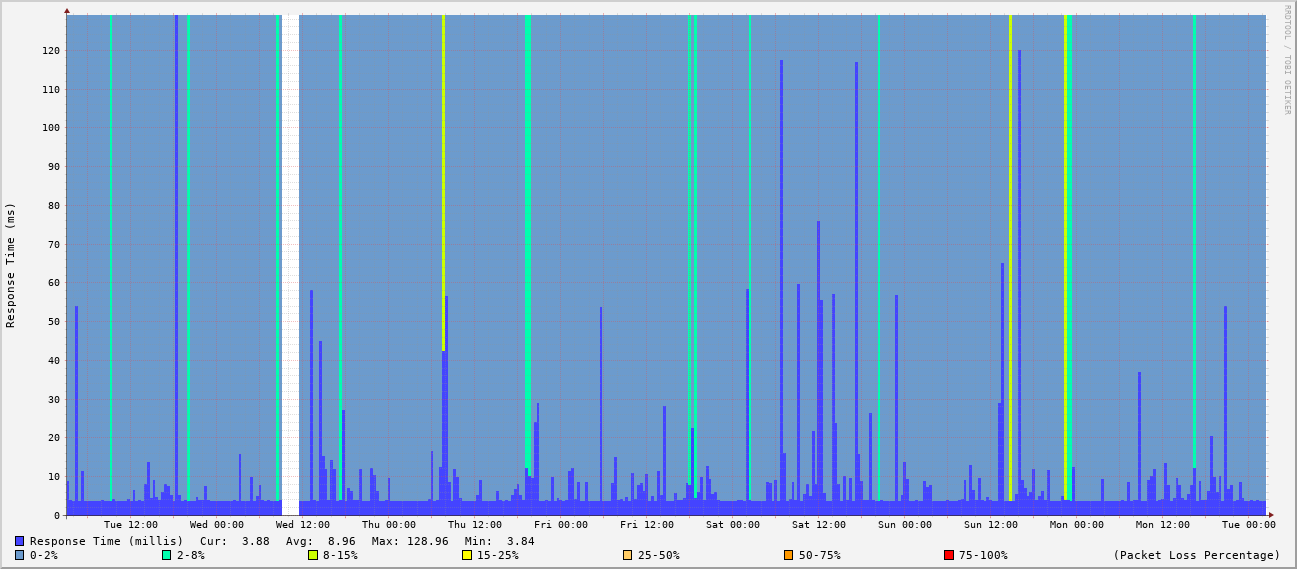 RRDTOOL / TOBI OETIKER
Response Time (ms)
120
110
100
90
80
70
60
50
40
30
20
10
0
Tue 12:00 Wed 00:00 Wed 12:00 Thu 00:00 Thu 12:00 Fri 00:00 Fri 12:00 Sat 00:00 Sat 12:00 Sun 00:00 Sun 12:00 Mon 00:00 Mon 12:00 Tue 00:00
Response Time (millis) Cur: 3.88 Avg: 8.96 Max: 128.96 Min: 3.84
0-2% 2-8% 8-15% 15-25% 25-50% 50-75% 75-100% (Packet Loss Percentage)